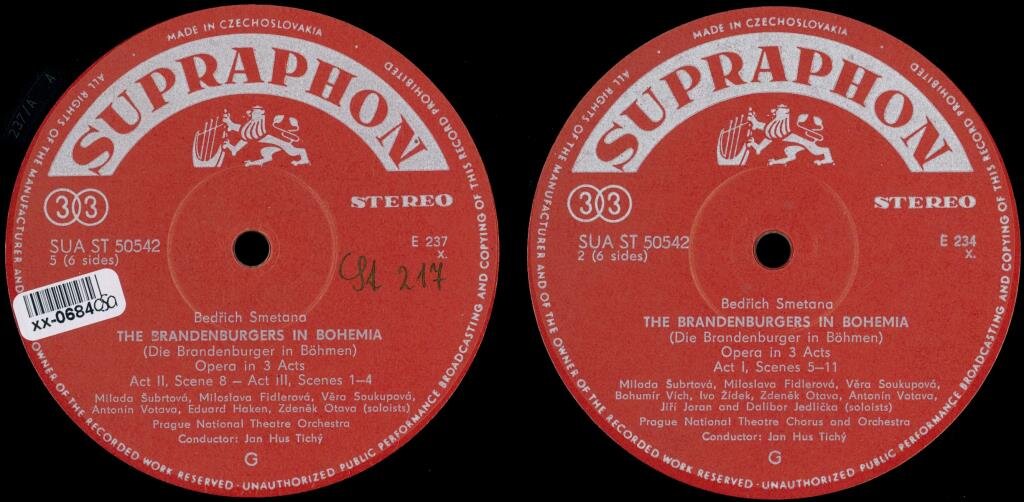 MADE IN CZECHOSLOVAKIA
ALL RIGHTS OF THE MANUFACTURER AND OF THE OWNER OF THE RECORDED WORK RESERVED · UNAUTHORIZED PUBLIC PERFORMANCE BROADCASTING AND COPYING OF THIS RECORD PROHIBITED
SUPRAPHON
33
STEREO
SUA ST 50542
5 (6 sides)
E 237
X.
St 217
xx-0684
Bedřich Smetana
THE BRANDENBURGERS IN BOHEMIA
(Die Brandenburger in Böhmen)
Opera in 3 Acts
Act II, Scene 8 – Act III, Scenes 1–4
Milada Šubrtová, Miloslava Fidlerová, Věra Soukupová,
Antonín Votava, Eduard Haken, Zdeněk Otava (soloists)
Prague National Theatre Orchestra
Conductor: Jan Hus Tichý
G
237/A A
MADE IN CZECHOSLOVAKIA
ALL RIGHTS OF THE MANUFACTURER AND OF THE OWNER OF THE RECORDED WORK RESERVED · UNAUTHORIZED PUBLIC PERFORMANCE BROADCASTING AND COPYING OF THIS RECORD PROHIBITED
SUPRAPHON
33
STEREO
SUA ST 50542
2 (6 sides)
E 234
X.
Bedřich Smetana
THE BRANDENBURGERS IN BOHEMIA
(Die Brandenburger in Böhmen)
Opera in 3 Acts
Act I, Scenes 5–11
Milada Šubrtová, Miloslava Fidlerová, Věra Soukupová,
Bohumír Vích, Ivo Žídek, Zdeněk Otava, Antonín Votava,
Jiří Joran and Dalibor Jedlička (soloists)
Prague National Theatre Chorus and Orchestra
Conductor: Jan Hus Tichý
G